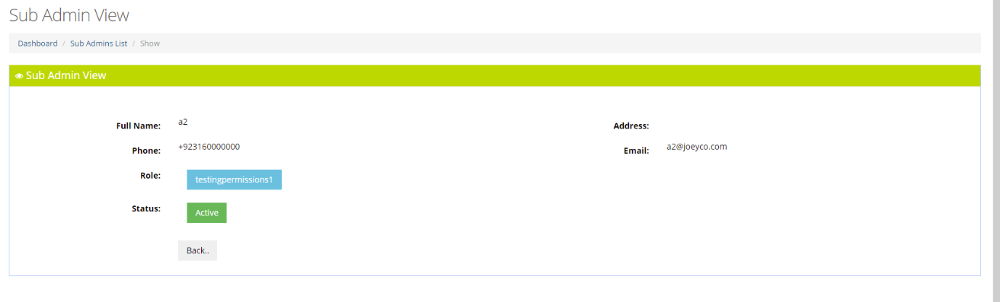 Sub Admin View
Dashboard / Sub Admins List / Show
Sub Admin View
Full Name: a2
Address:
Phone: +923160000000
Email: a2@joeyco.com
Role: testingpermissions1
Status: Active
Back..